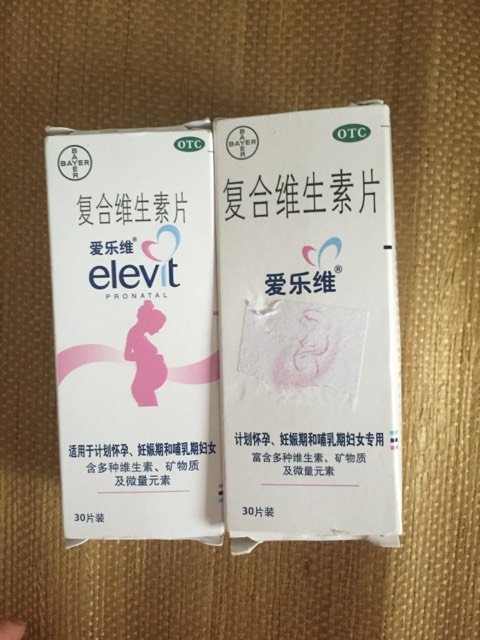 BAYER
BAYER
OTC
复合维生素片
爱乐维®
elevit
PRONATAL
适用于计划怀孕、妊娠期和哺乳期妇女
含多种维生素、矿物质
及微量元素
30片装
BAYER
BAYER
OTC
复合维生素片
爱乐维®
计划怀孕、妊娠期和哺乳期妇女专用
富含多种维生素、矿物质
及微量元素
30片装